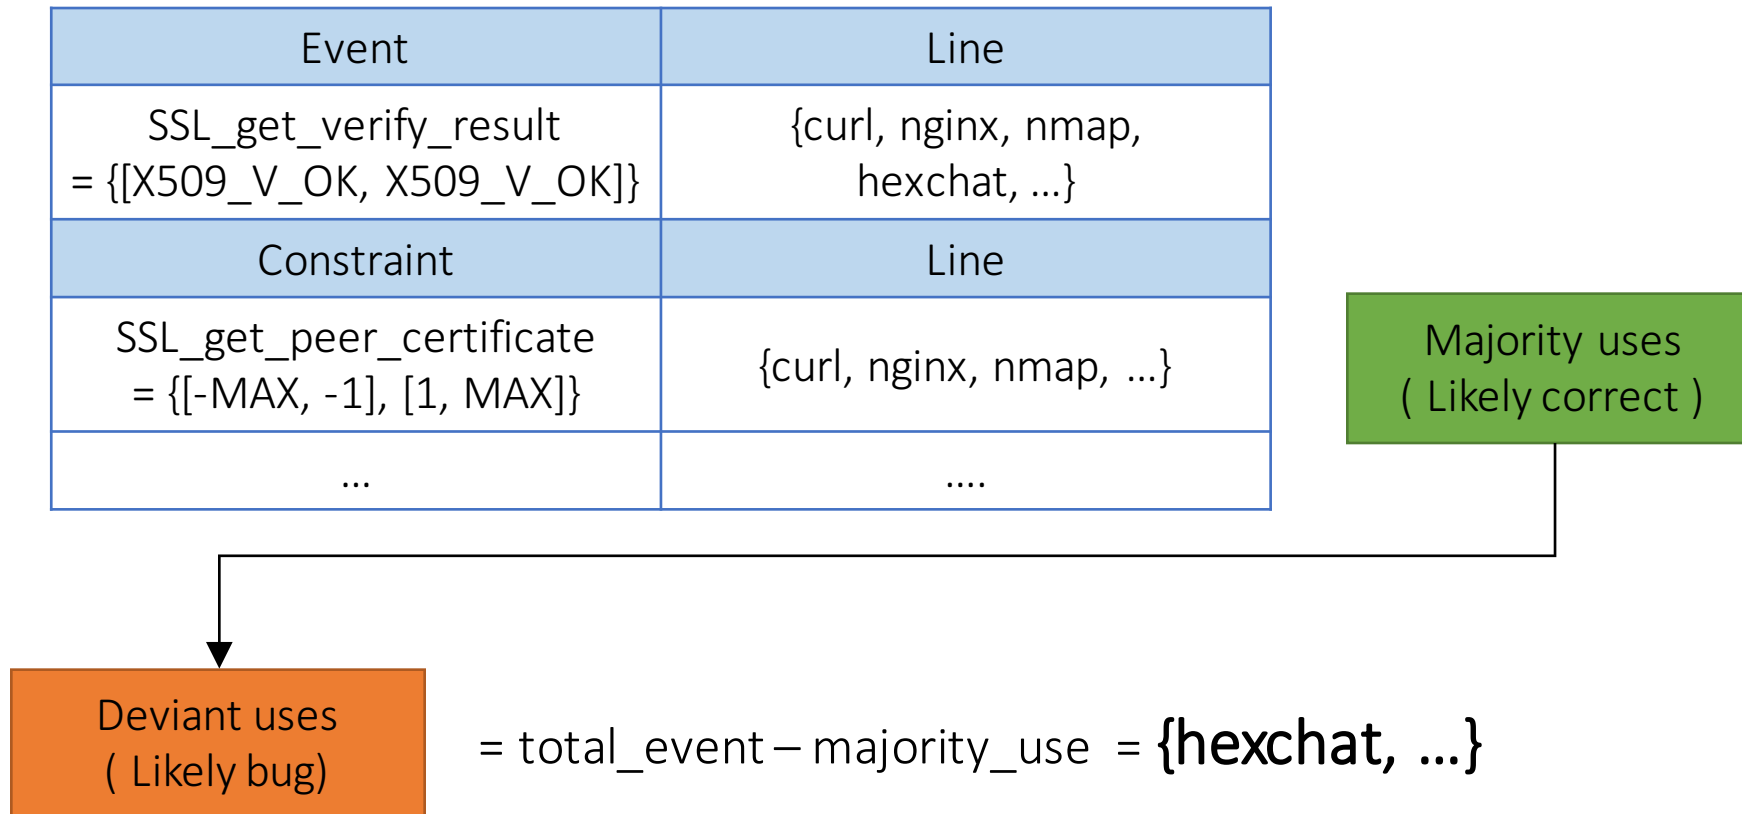 Event
Line
SSL_get_verify_result
= {[X509_V_OK, X509_V_OK]}
{curl, nginx, nmap,
hexchat, ...}
Constraint
Line
SSL_get_peer_certificate
= {[-MAX, -1], [1, MAX]}
{curl, nginx, nmap, ...}
...
....
Majority uses
( Likely correct )
Deviant uses
( Likely bug)
= total_event – majority_use = {hexchat, ...}